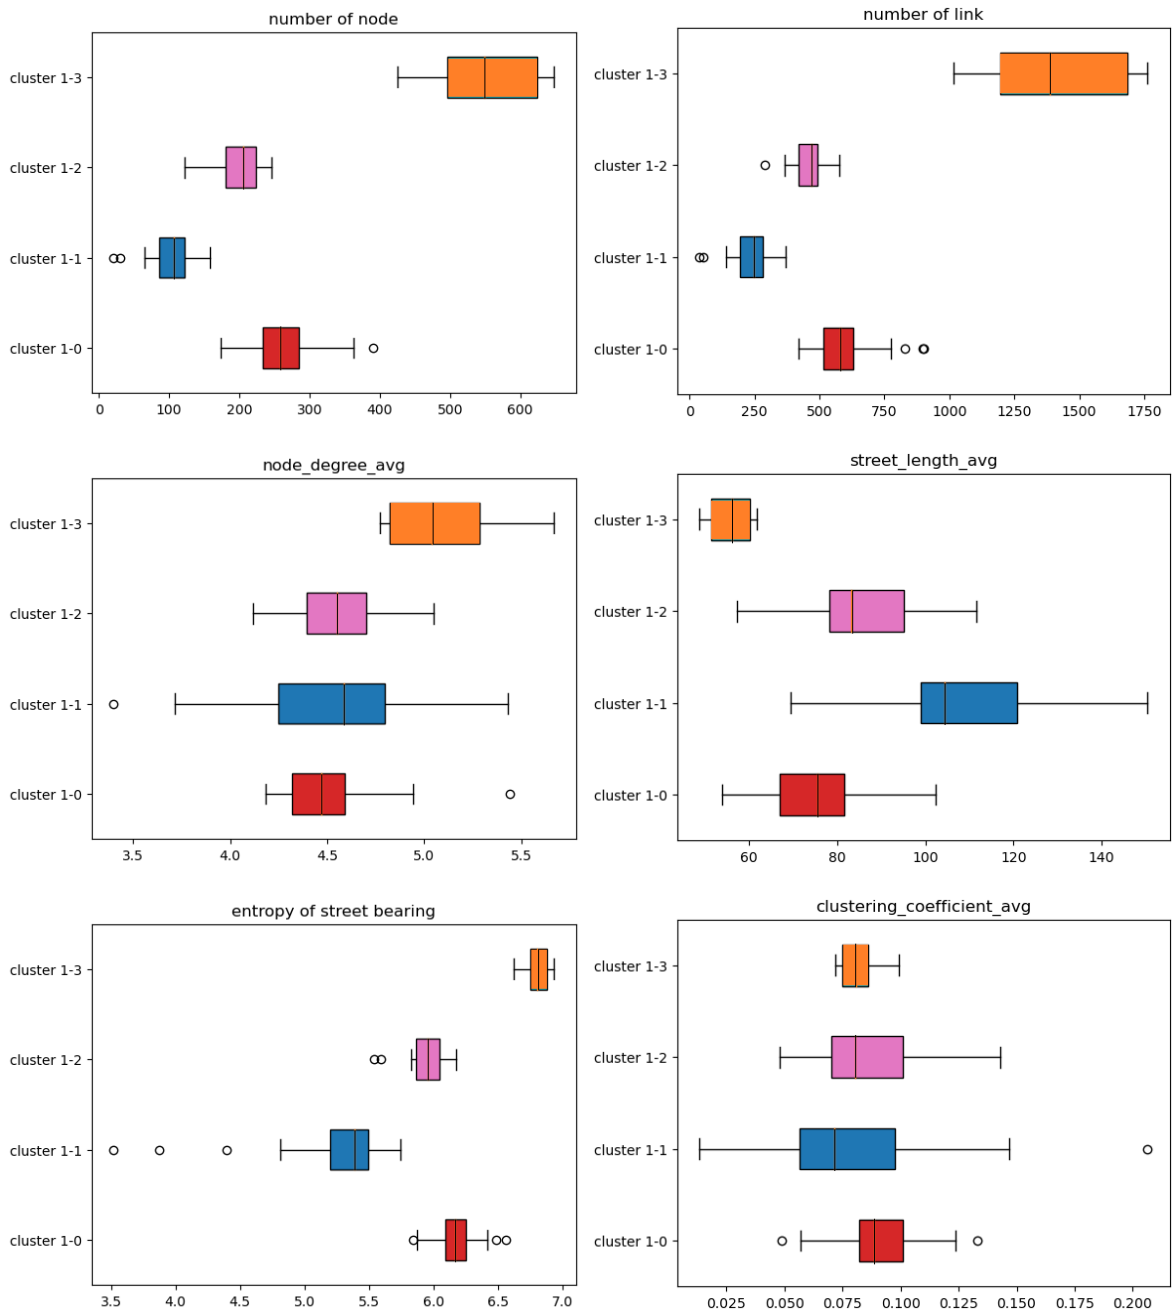 number of node
cluster 1-3
cluster 1-2
cluster 1-1
cluster 1-0
0 100 200 300 400 500 600
number of link
cluster 1-3
cluster 1-2
cluster 1-1
cluster 1-0
0 250 500 750 1000 1250 1500 1750
node_degree_avg
cluster 1-3
cluster 1-2
cluster 1-1
cluster 1-0
3.5 4.0 4.5 5.0 5.5
street_length_avg
cluster 1-3
cluster 1-2
cluster 1-1
cluster 1-0
60 80 100 120 140
entropy of street bearing
cluster 1-3
cluster 1-2
cluster 1-1
cluster 1-0
3.5 4.0 4.5 5.0 5.5 6.0 6.5 7.0
clustering_coefficient_avg
cluster 1-3
cluster 1-2
cluster 1-1
cluster 1-0
0.025 0.050 0.075 0.100 0.125 0.150 0.175 0.200